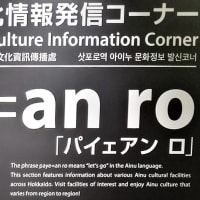 情報発信コーナー
ulture Information Corner
文化資訊傳播處 삿포로역 아이누 문화정보 발신코너
=an ro
「パイェアン ロ」
The phrase paye=an ro means "let's go" in the Ainu language.
This section features information about various Ainu cultural facilities
across Hokkaido. Visit facilities of interest and enjoy Ainu culture that
varies from region to region!